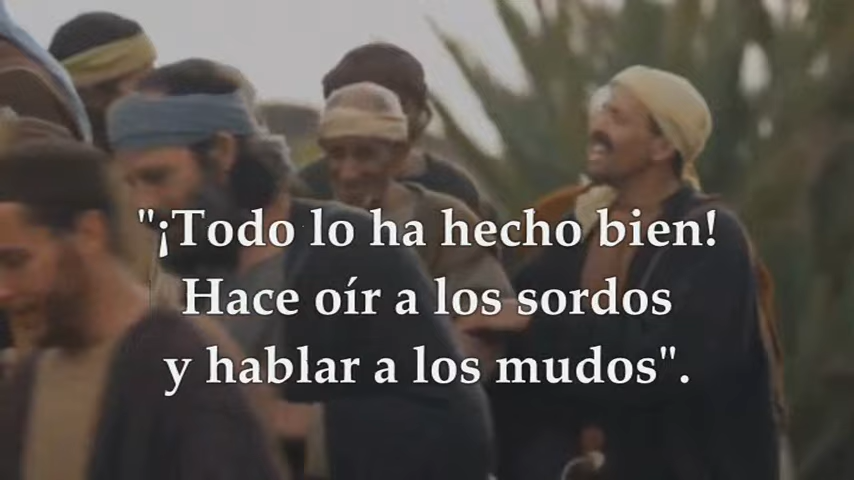 "¡Todo lo ha hecho bien!
Hace oír a los sordos
y hablar a los mudos".